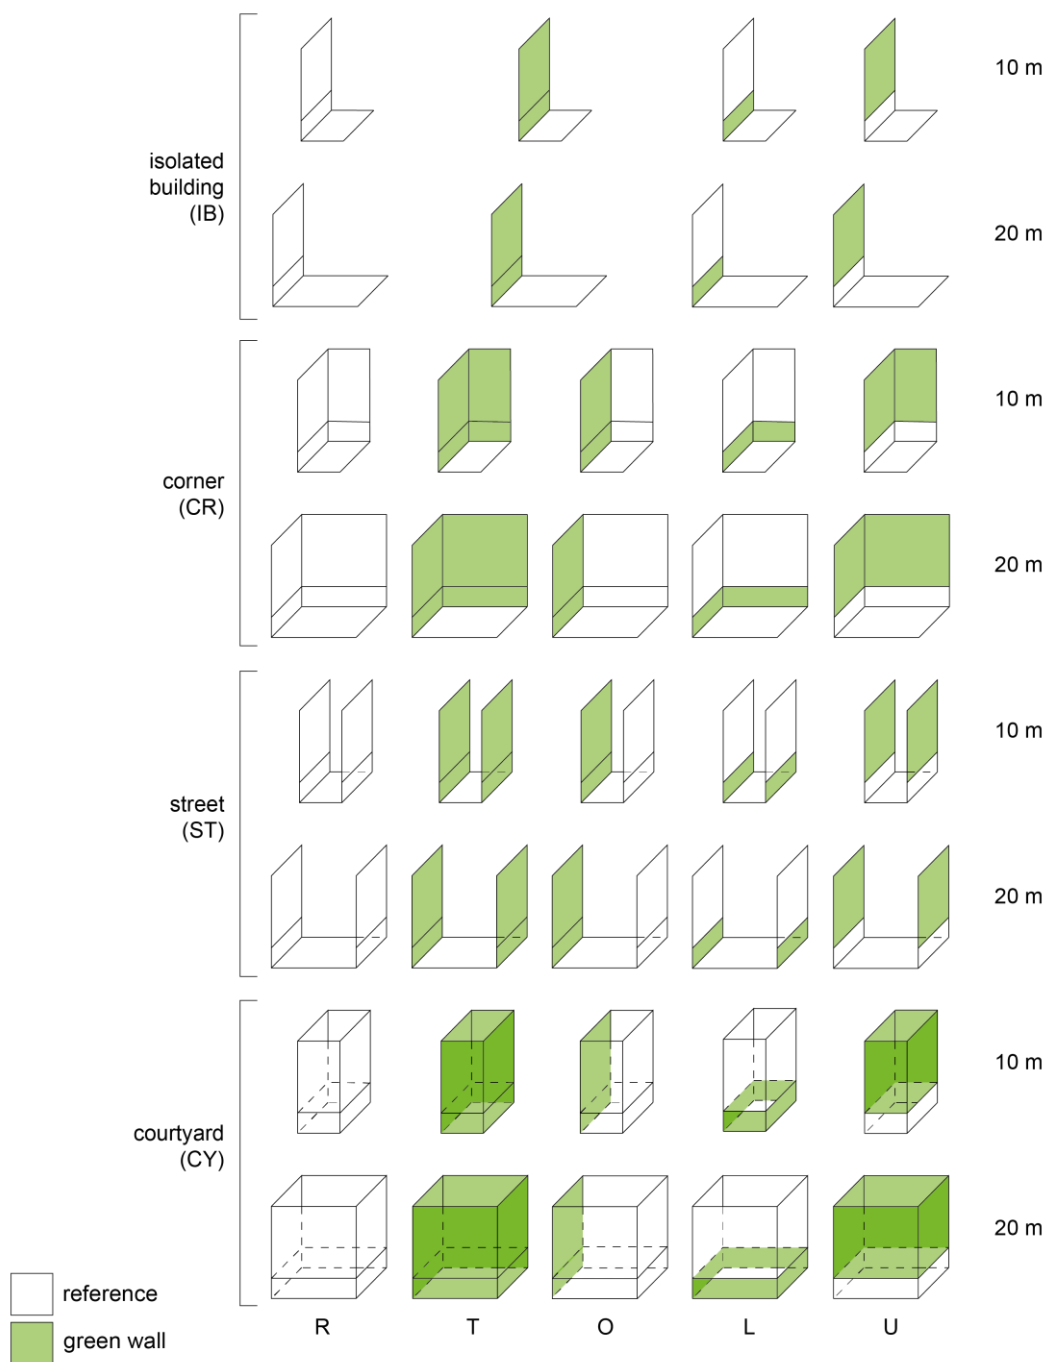 10 m
isolated
building
(IB)
20 m
10 m
corner
(CR)
20 m
10 m
street
(ST)
20 m
10 m
courtyard
(CY)
20 m
reference
green wall
R T O L U